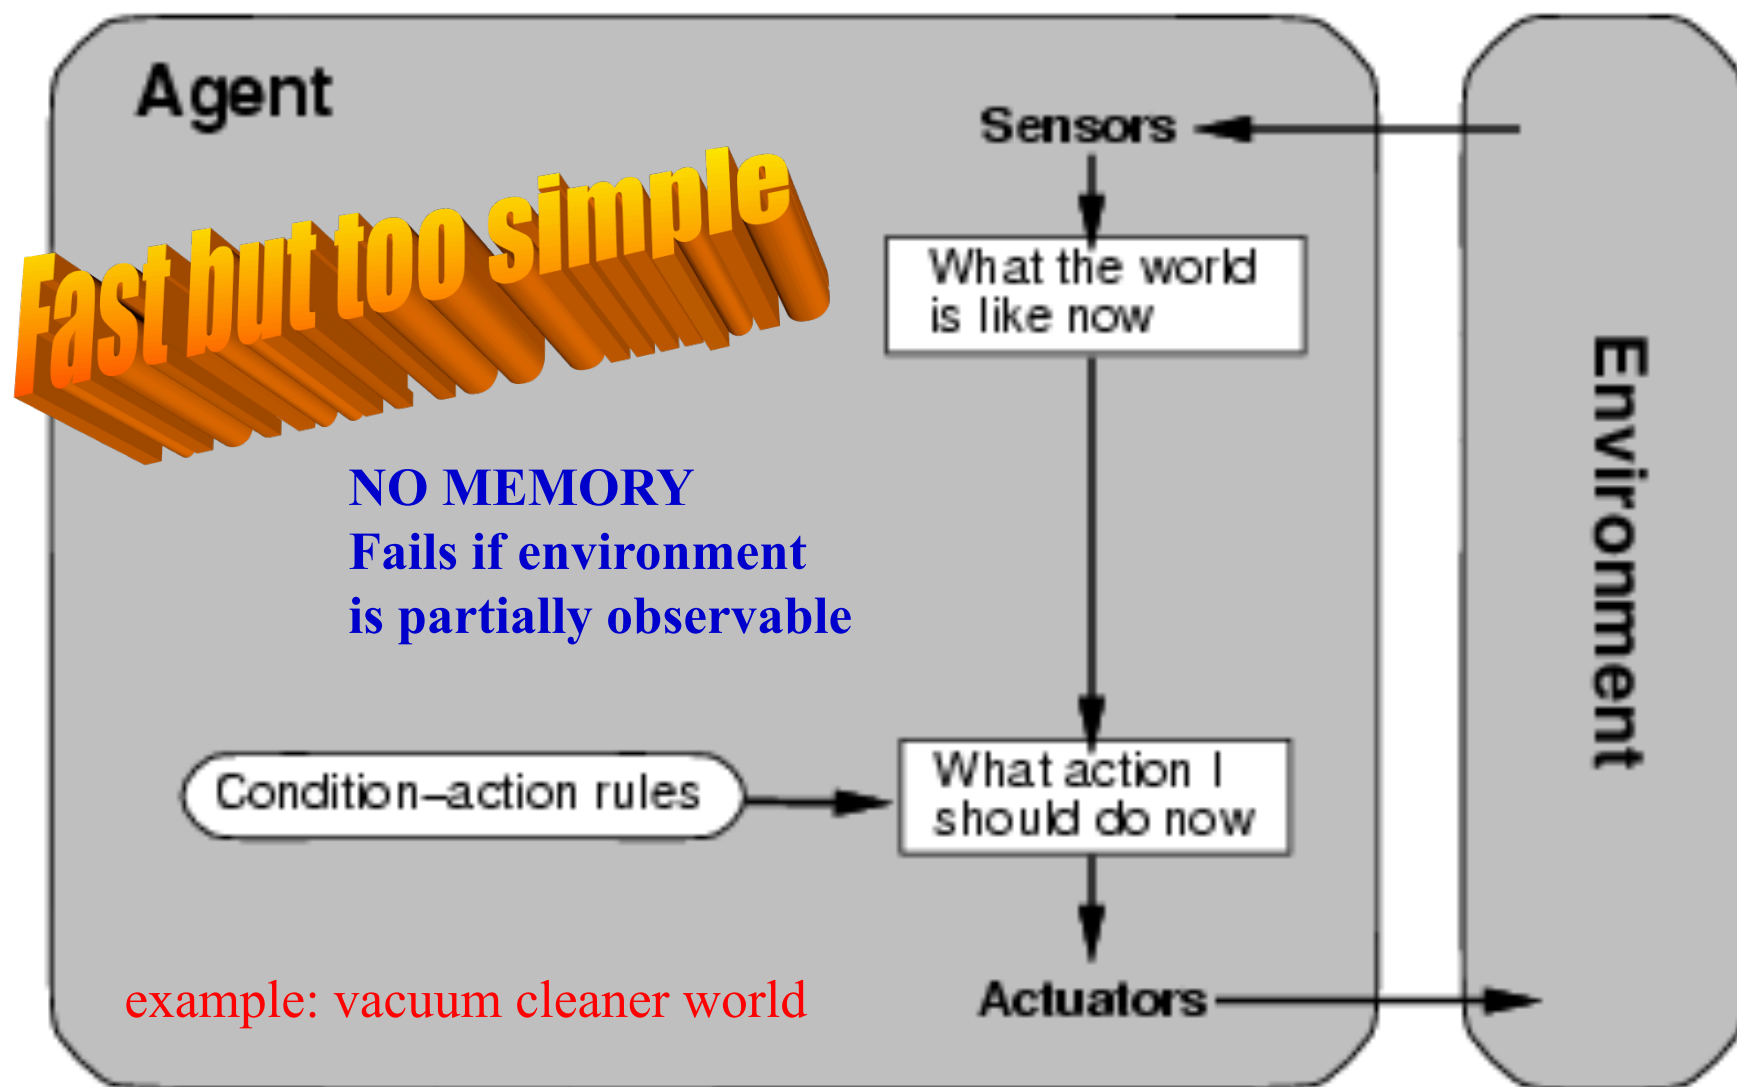 Agent
Sensors
Fast but too simple
What the world
is like now
Environment
NO MEMORY
Fails if environment
is partially observable
Condition–action rules
What action I
should do now
example: vacuum cleaner world
Actuators